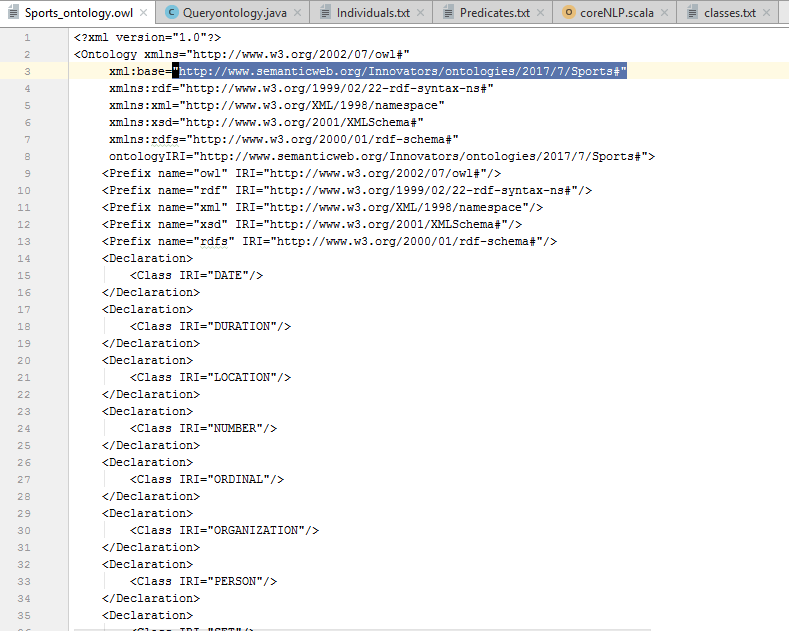 Sports_ontology.owl Queryontology.java Individuals.txt Predicates.txt coreNLP.scala classes.txt
1 <?xml version="1.0"?>
2 <Ontology xmlns="http://www.w3.org/2002/07/owl#"
3 xml:base="http://www.semanticweb.org/Innovators/ontologies/2017/7/Sports#"
4 xmlns:rdf="http://www.w3.org/1999/02/22-rdf-syntax-ns#"
5 xmlns:xml="http://www.w3.org/XML/1998/namespace"
6 xmlns:xsd="http://www.w3.org/2001/XMLSchema#"
7 xmlns:rdfs="http://www.w3.org/2000/01/rdf-schema#"
8 ontologyIRI="http://www.semanticweb.org/Innovators/ontologies/2017/7/Sports#">
9 <Prefix name="owl" IRI="http://www.w3.org/2002/07/owl#"/>
10 <Prefix name="rdf" IRI="http://www.w3.org/1999/02/22-rdf-syntax-ns#"/>
11 <Prefix name="xml" IRI="http://www.w3.org/XML/1998/namespace"/>
12 <Prefix name="xsd" IRI="http://www.w3.org/2001/XMLSchema#"/>
13 <Prefix name="rdfs" IRI="http://www.w3.org/2000/01/rdf-schema#"/>
14 <Declaration>
15 <Class IRI="DATE"/>
16 </Declaration>
17 <Declaration>
18 <Class IRI="DURATION"/>
19 </Declaration>
20 <Declaration>
21 <Class IRI="LOCATION"/>
22 </Declaration>
23 <Declaration>
24 <Class IRI="NUMBER"/>
25 </Declaration>
26 <Declaration>
27 <Class IRI="ORDINAL"/>
28 </Declaration>
29 <Declaration>
30 <Class IRI="ORGANIZATION"/>
31 </Declaration>
32 <Declaration>
33 <Class IRI="PERSON"/>
34 </Declaration>
35 <Declaration>